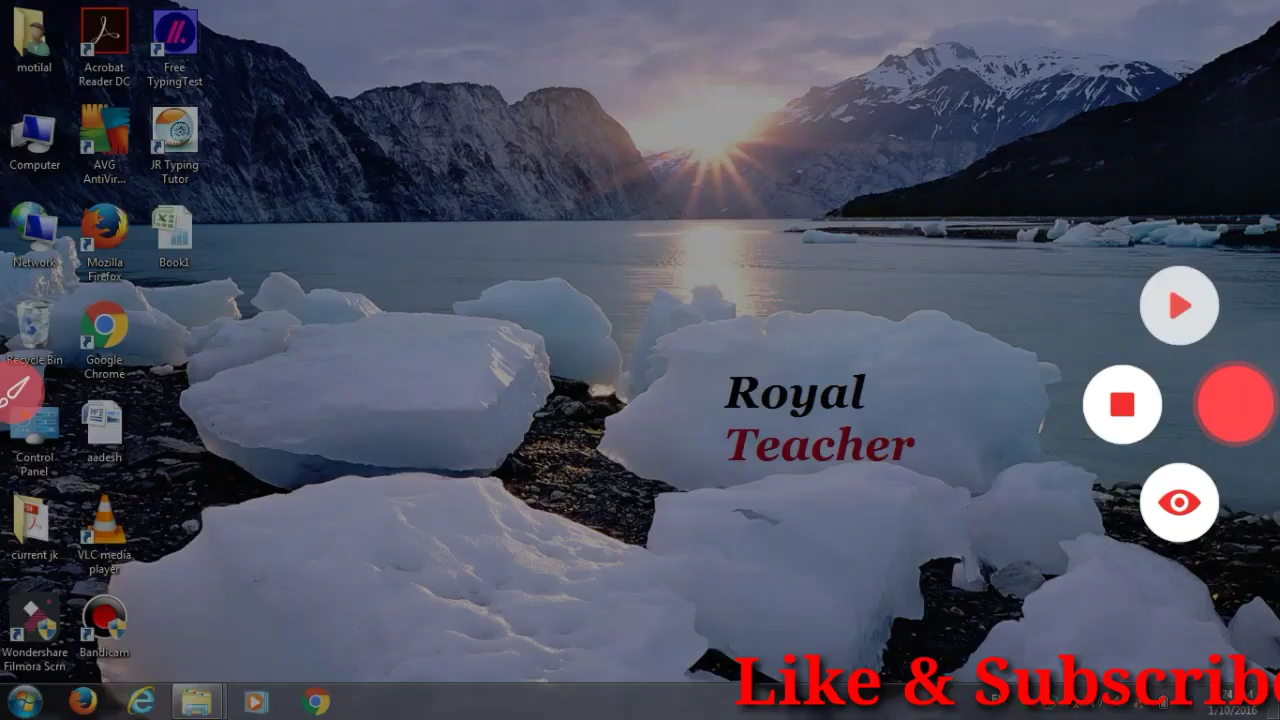 motilal
Acrobat
Reader DC
Free
TypingTest
Computer
AVG
AntiVir...
JR Typing
Tutor
Network
Mozilla
Firefox
Book1
Recycle Bin
Google
Chrome
Control
Panel
aadesh
current jk
VLC media
player
Wondershare
Filmora Scrn
Bandicam
Royal
Teacher
Like & Subscribe
1/10/2016